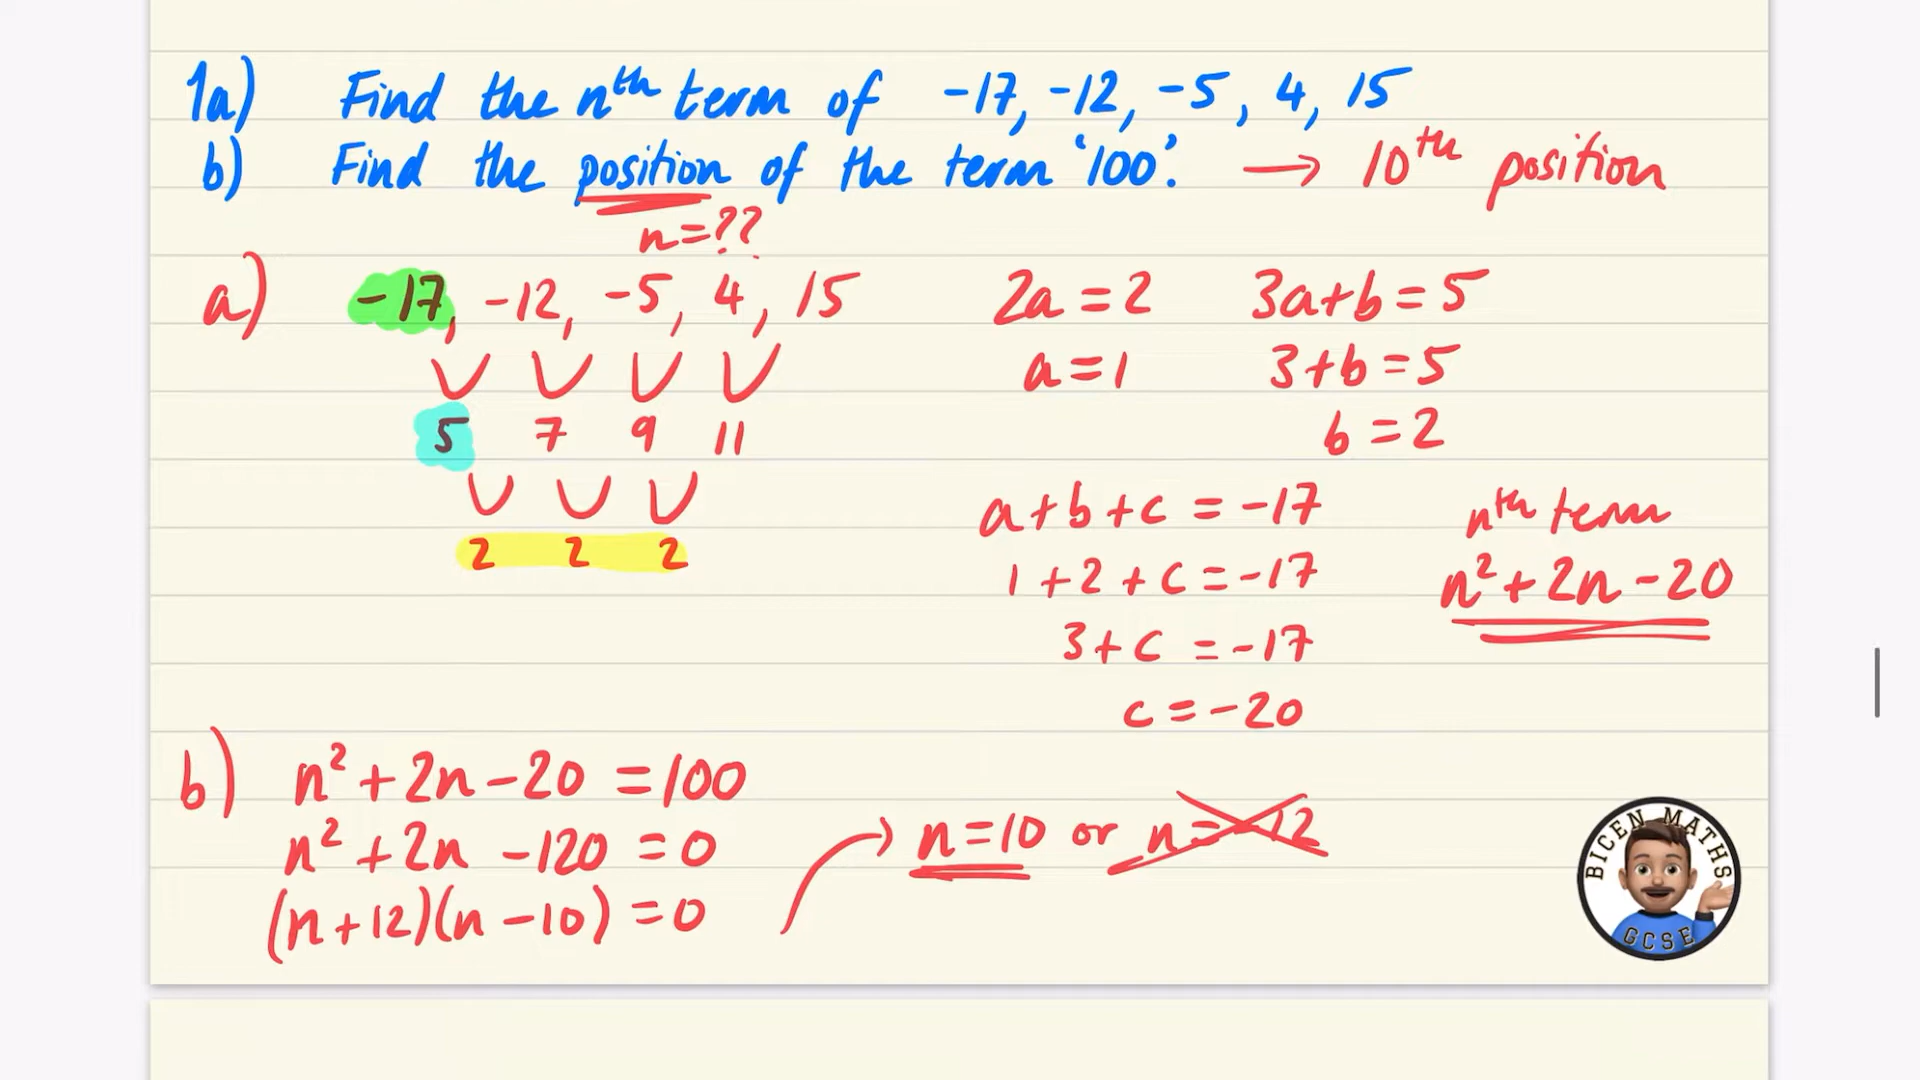 1a) Find the nᵗʰ term of -17, -12, -5, 4, 15
b) Find the position of the term '100'. → 10ᵗʰ position
n=??
a) -17, -12, -5, 4, 15
5 7 9 11
2 2 2
2a = 2
a = 1
3a+b = 5
3+b = 5
b = 2
a+b+c = -17
1+2+c = -17
3+c = -17
c = -20
nᵗʰ term
n²+2n-20
b) n²+2n-20 = 100
n²+2n-120 = 0
(n+12)(n-10) = 0
n=10 or n=-12
BICEN MATHS
GCSE